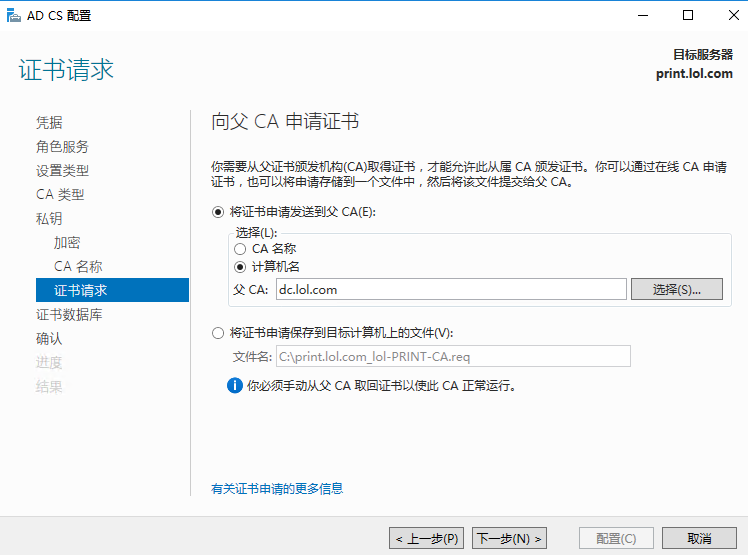 AD CS 配置
证书请求
目标服务器
print.lol.com
凭据
角色服务
设置类型
CA 类型
私钥
加密
CA 名称
证书请求
证书数据库
确认
进度
结果
向父 CA 申请证书
你需要从父证书颁发机构(CA)取得证书，才能允许此从属 CA 颁发证书。你可以通过在线 CA 申请
证书，也可以将申请存储到一个文件中，然后将该文件提交给父 CA。
将证书申请发送到父 CA(E):
选择(L):
CA 名称
计算机名
父 CA: dc.lol.com 选择(S)...
将证书申请保存到目标计算机上的文件(V):
文件名: C:\print.lol.com_lol-PRINT-CA.req
你必须手动从父 CA 取回证书以使此 CA 正常运行。
有关证书申请的更多信息
< 上一步(P) 下一步(N) > 配置(C) 取消